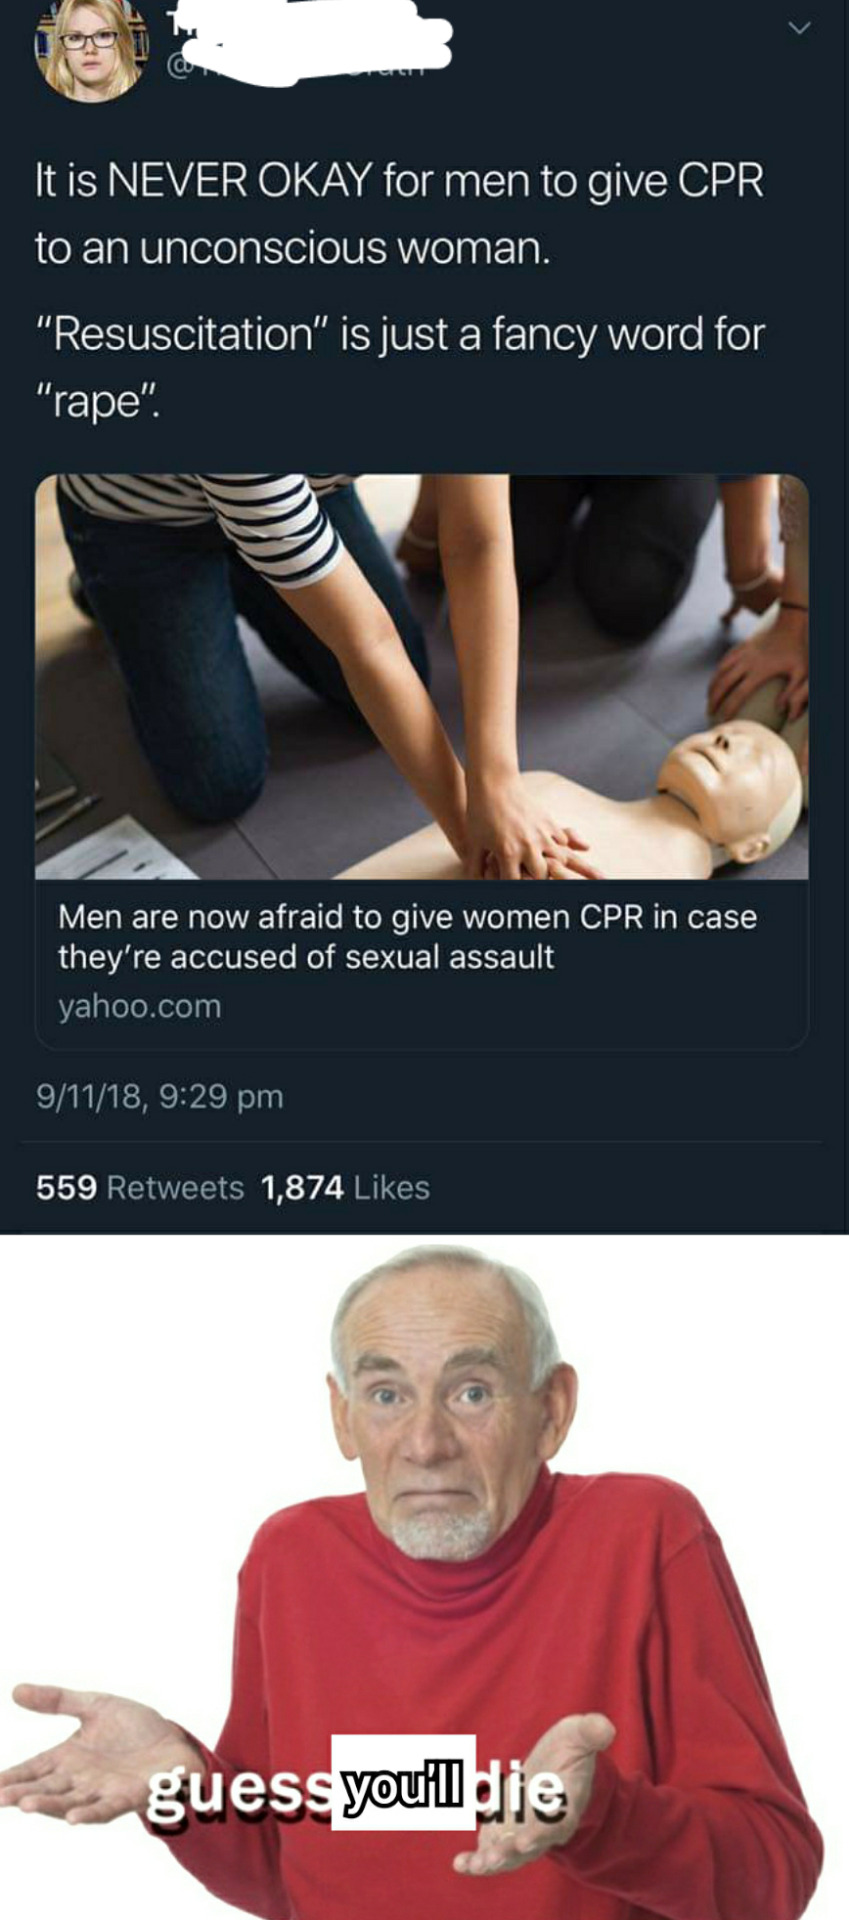 It is NEVER OKAY for men to give CPR
to an unconscious woman.
"Resuscitation" is just a fancy word for
"rape".
Men are now afraid to give women CPR in case
they're accused of sexual assault
yahoo.com
9/11/18, 9:29 pm
559 Retweets 1,874 Likes
guess you'll die